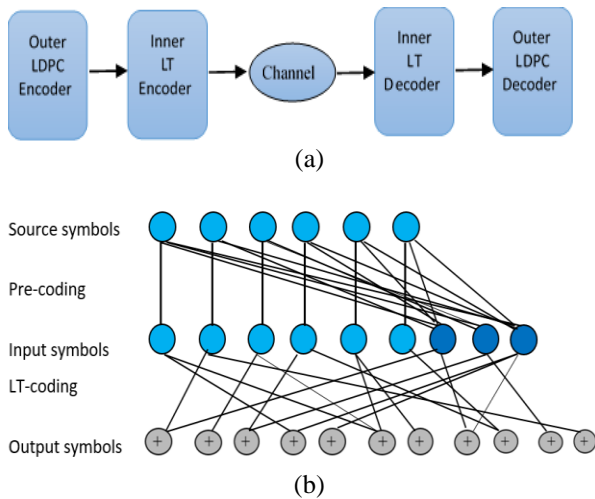 Outer LDPC Encoder
Inner LT Encoder
Channel
Inner LT Decoder
Outer LDPC Decoder
(a)
Source symbols
Pre-coding
Input symbols
LT-coding
Output symbols
+ + + + + + + + + + +
(b)